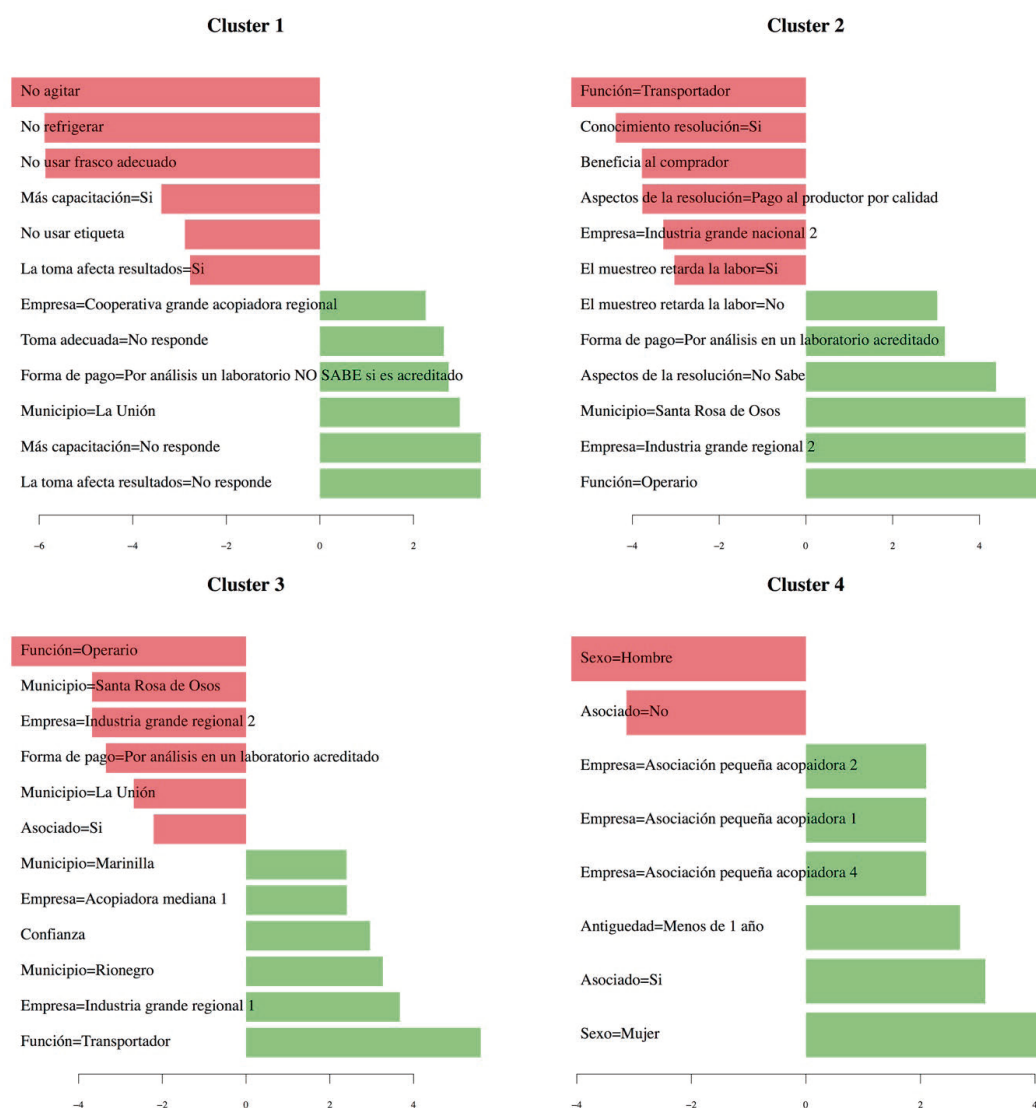 Cluster 1
No agitar
No refrigerar
No usar frasco adecuado
Más capacitación=Si
No usar etiqueta
La toma afecta resultados=Si
Empresa=Cooperativa grande acopiadora regional
Toma adecuada=No responde
Forma de pago=Por análisis un laboratorio NO SABE si es acreditado
Municipio=La Unión
Más capacitación=No responde
La toma afecta resultados=No responde
−6 −4 −2 0 2
Cluster 2
Función=Transportador
Conocimiento resolución=Si
Beneficia al comprador
Aspectos de la resolución=Pago al productor por calidad
Empresa=Industria grande nacional 2
El muestreo retarda la labor=Si
El muestreo retarda la labor=No
Forma de pago=Por análisis en un laboratorio acreditado
Aspectos de la resolución=No Sabe
Municipio=Santa Rosa de Osos
Empresa=Industria grande regional 2
Función=Operario
−4 −2 0 2 4
Cluster 3
Función=Operario
Municipio=Santa Rosa de Osos
Empresa=Industria grande regional 2
Forma de pago=Por análisis en un laboratorio acreditado
Municipio=La Unión
Asociado=Si
Municipio=Marinilla
Empresa=Acopiadora mediana 1
Confianza
Municipio=Rionegro
Empresa=Industria grande regional 1
Función=Transportador
−4 −2 0 2 4
Cluster 4
Sexo=Hombre
Asociado=No
Empresa=Asociación pequeña acopaidora 2
Empresa=Asociación pequeña acopiadora 1
Empresa=Asociación pequeña acopiadora 4
Antiguedad=Menos de 1 año
Asociado=Si
Sexo=Mujer
−4 −2 0 2 4